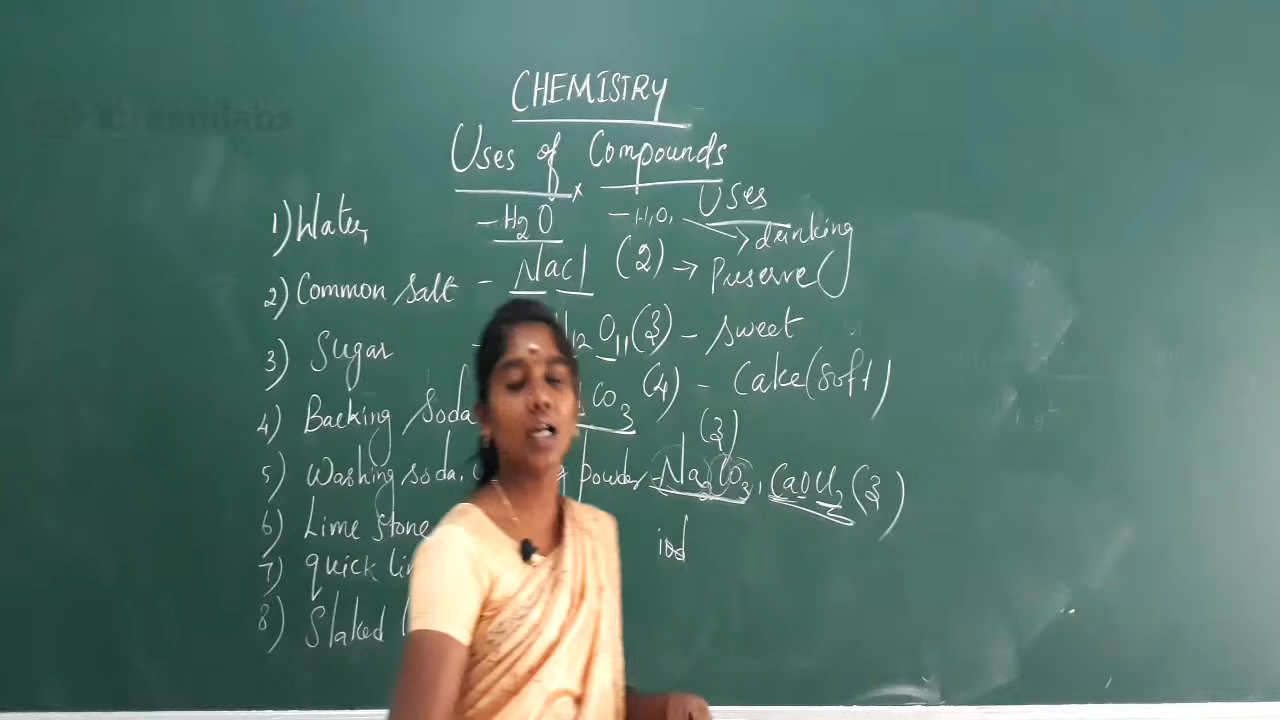 CHEMISTRY
Uses of Compounds
Uses
1) Water - H2O - H2O, → drinking
2) Common Salt - NaCl (2) → Preserve
3) Sugar - H12 O11 (3) - Sweet
4) Backing Soda CO3 (4) - Cake (Soft)
(3)
5) Washing soda, powder - Na2CO3, CaOCl2 (3)
6) Lime Stone
7) quick
8) Slaked